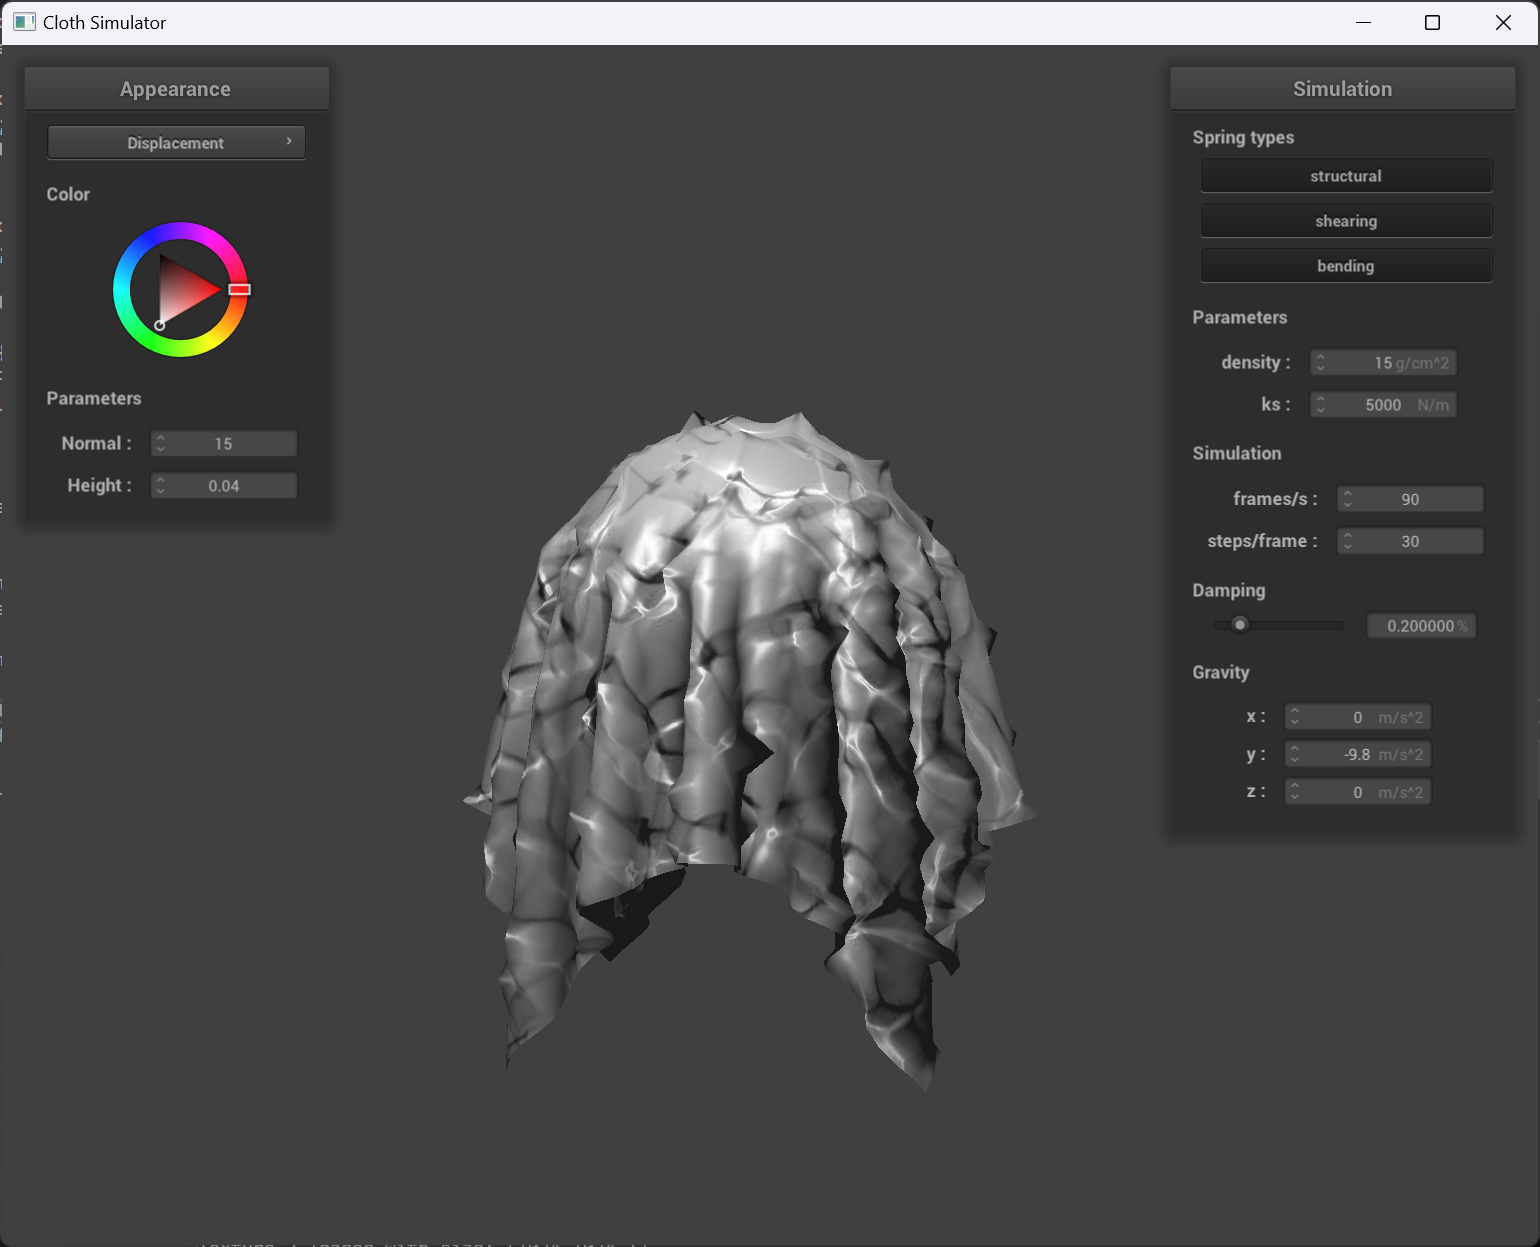 Cloth Simulator
Appearance
Displacement
Color
Parameters
Normal : 15
Height : 0.04
Simulation
Spring types
structural
shearing
bending
Parameters
density : 15 g/cm^2
ks : 5000 N/m
Simulation
frames/s : 90
steps/frame : 30
Damping
0.200000 %
Gravity
x : 0 m/s^2
y : -9.8 m/s^2
z : 0 m/s^2